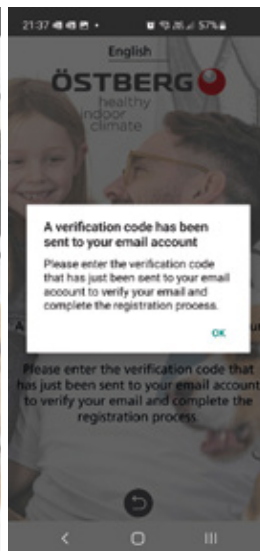 21:37
57%
English
ÖSTBERG
healthy
indoor
climate
A verification code has been
sent to your email account
Please enter the verification code
that has just been sent to your email
account to verify your email and
complete the registration process.
OK
Please enter the verification code that
has just been sent to your email account
to verify your email and complete the
registration process.